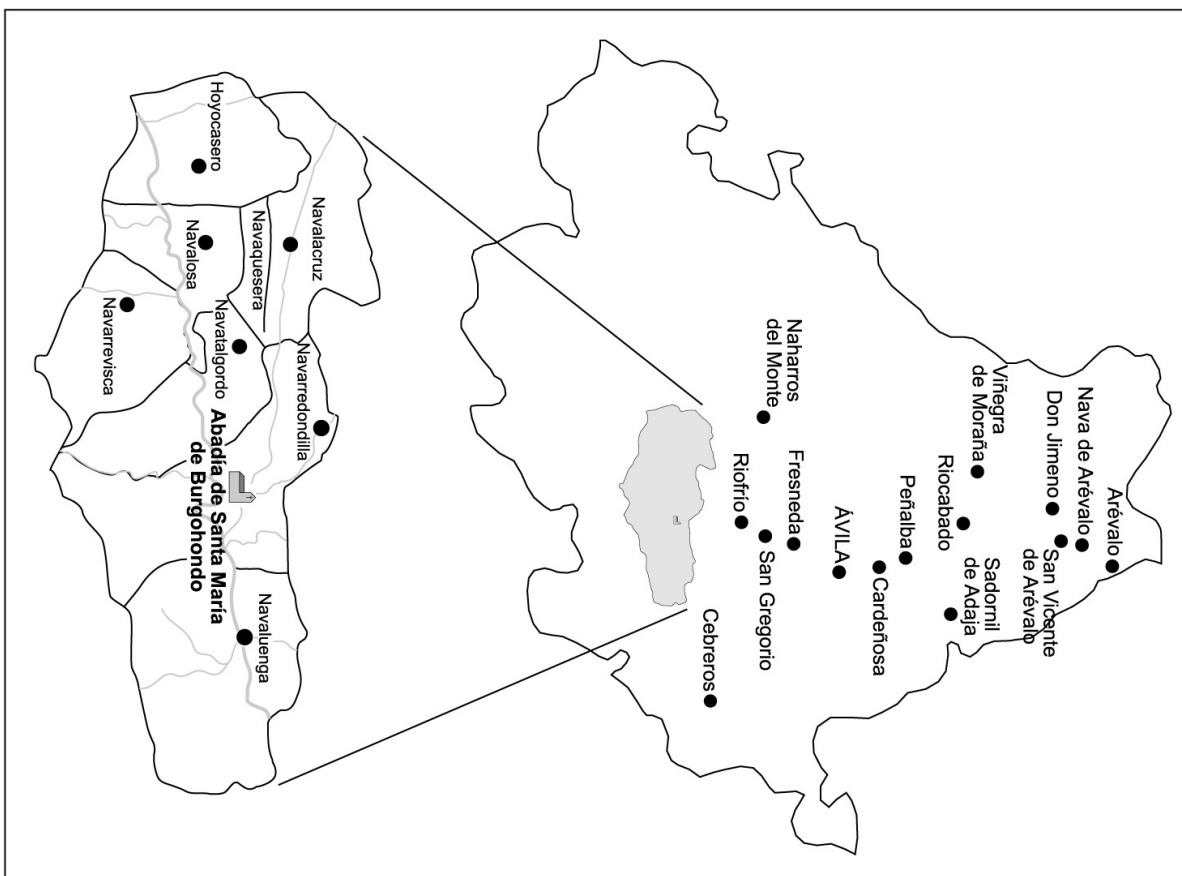 Arévalo
Nava de Arévalo
Don Jimeno
San Vicente
de Arévalo
Viñegra
de Moraña
Sadornil
de Adaja
Riocabado
Peñalba
Cardeñosa
ÁVILA
Naharros
del Monte
Fresneda
San Gregorio
Riofrío
Cebreros
Navalacruz
Navarredondilla
Navaquesera
Navaluenga
Hoyocasero
Navatalgordo
Abadía de Santa María
de Burgohondo
Navalosa
Navarrevisca